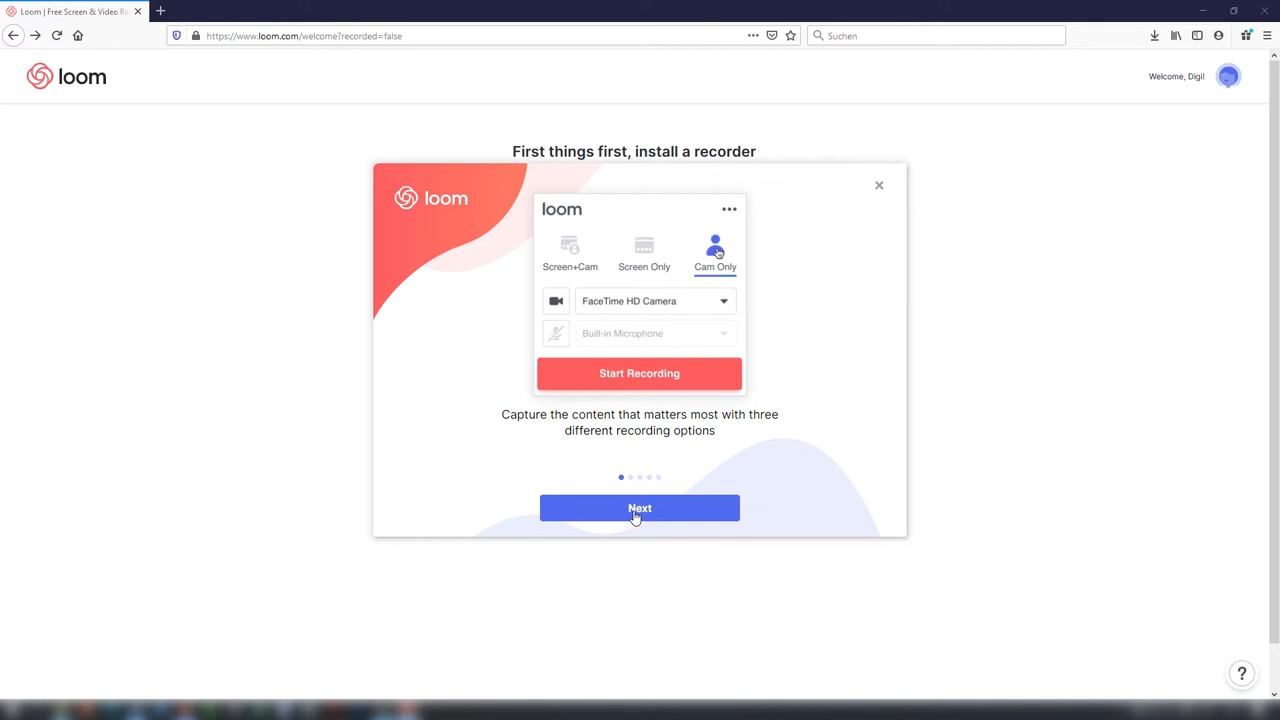 Loom | Free Screen & Video Re
https://www.loom.com/welcome?recorded=false
Suchen
loom
Welcome, Digi!
First things first, install a recorder
loom
loom
Screen+Cam
Screen Only
Cam Only
FaceTime HD Camera
Built-in Microphone
Start Recording
Capture the content that matters most with three
different recording options
Next
?